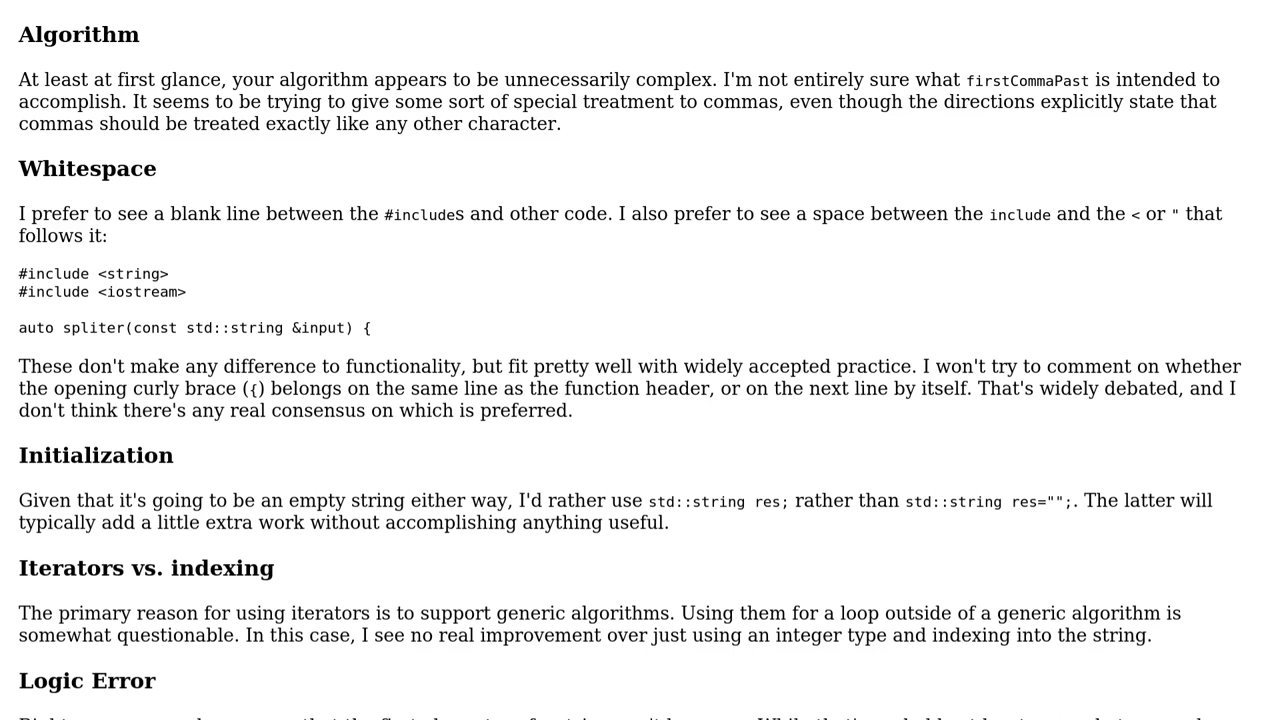 Algorithm
At least at first glance, your algorithm appears to be unnecessarily complex. I'm not entirely sure what firstCommaPast is intended to
accomplish. It seems to be trying to give some sort of special treatment to commas, even though the directions explicitly state that
commas should be treated exactly like any other character.
Whitespace
I prefer to see a blank line between the #includes and other code. I also prefer to see a space between the include and the < or " that
follows it:
#include <string>
#include <iostream>
auto spliter(const std::string &input) {
These don't make any difference to functionality, but fit pretty well with widely accepted practice. I won't try to comment on whether
the opening curly brace ({) belongs on the same line as the function header, or on the next line by itself. That's widely debated, and I
don't think there's any real consensus on which is preferred.
Initialization
Given that it's going to be an empty string either way, I'd rather use std::string res; rather than std::string res="";. The latter will
typically add a little extra work without accomplishing anything useful.
Iterators vs. indexing
The primary reason for using iterators is to support generic algorithms. Using them for a loop outside of a generic algorithm is
somewhat questionable. In this case, I see no real improvement over just using an integer type and indexing into the string.
Logic Error